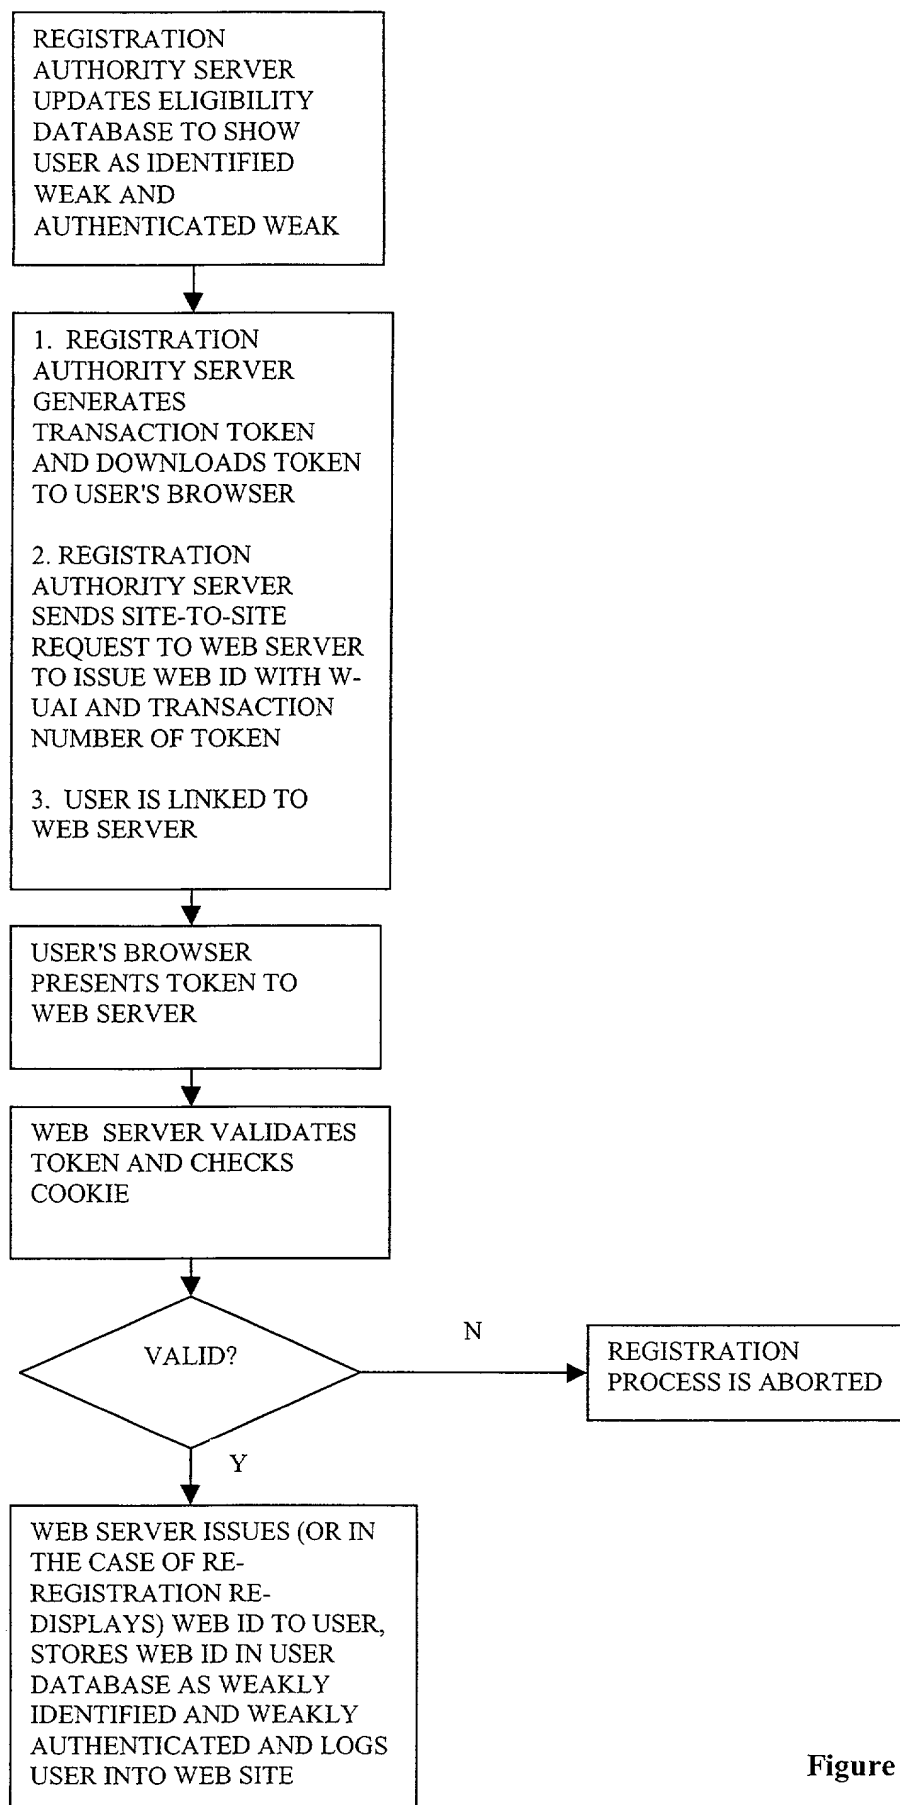 REGISTRATION
AUTHORITY SERVER
UPDATES ELIGIBILITY
DATABASE TO SHOW
USER AS IDENTIFIED
WEAK AND
AUTHENTICATED WEAK
1. REGISTRATION
AUTHORITY SERVER
GENERATES
TRANSACTION TOKEN
AND DOWNLOADS TOKEN
TO USER'S BROWSER
2. REGISTRATION
AUTHORITY SERVER
SENDS SITE-TO-SITE
REQUEST TO WEB SERVER
TO ISSUE WEB ID WITH W-
UAI AND TRANSACTION
NUMBER OF TOKEN
3. USER IS LINKED TO
WEB SERVER
USER'S BROWSER
PRESENTS TOKEN TO
WEB SERVER
WEB SERVER VALIDATES
TOKEN AND CHECKS
COOKIE
VALID?
N
REGISTRATION
PROCESS IS ABORTED
Y
WEB SERVER ISSUES (OR IN
THE CASE OF RE-
REGISTRATION RE-
DISPLAYS) WEB ID TO USER,
STORES WEB ID IN USER
DATABASE AS WEAKLY
IDENTIFIED AND WEAKLY
AUTHENTICATED AND LOGS
USER INTO WEB SITE
Figure